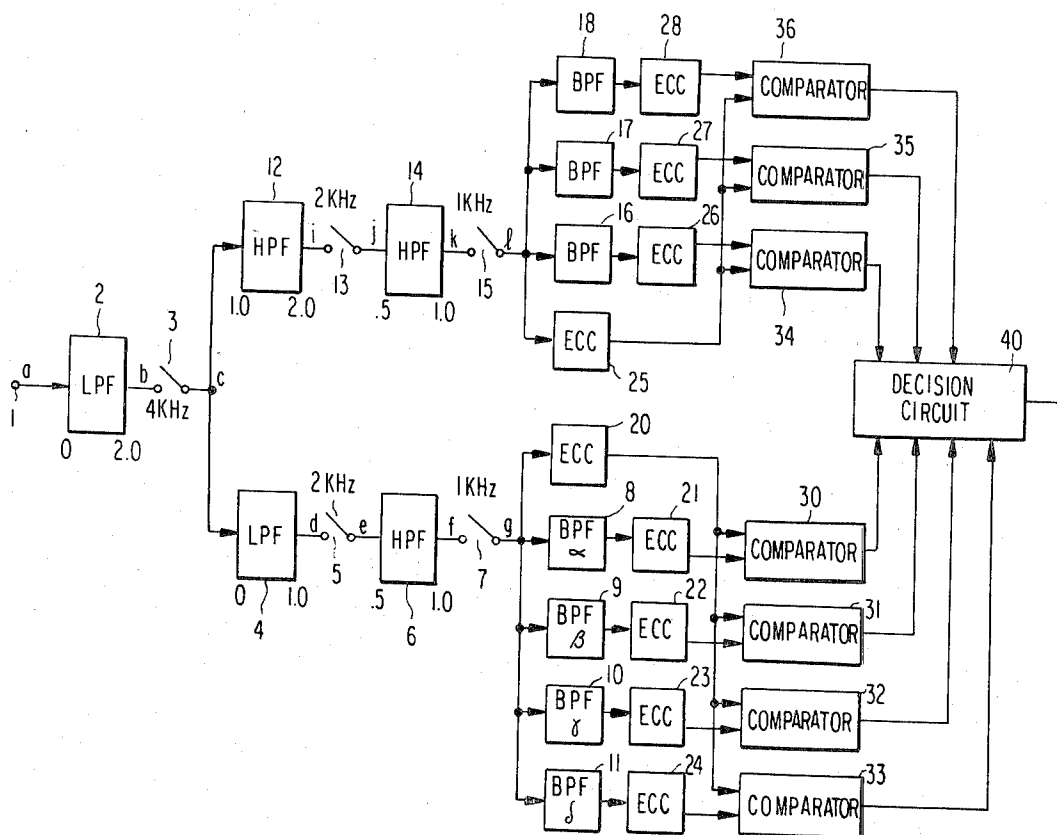 18
28
36
BPF
ECC
COMPARATOR
17
27
35
BPF
ECC
COMPARATOR
12
14
2KHz
1KHz
16
26
HPF
i
j
HPF
k
l
BPF
ECC
COMPARATOR
13
15
34
1.0
2.0
.5
1.0
2
3
ECC
25
40
a
LPF
b
c
DECISION
CIRCUIT
1
4KHz
0
2.0
20
ECC
2KHz
1KHz
8
21
30
LPF
d
e
HPF
f
g
BPF
α
ECC
COMPARATOR
5
7
0
1.0
.5
1.0
4
6
9
22
31
BPF
β
ECC
COMPARATOR
10
23
32
BPF
γ
ECC
COMPARATOR
11
24
33
BPF
δ
ECC
COMPARATOR